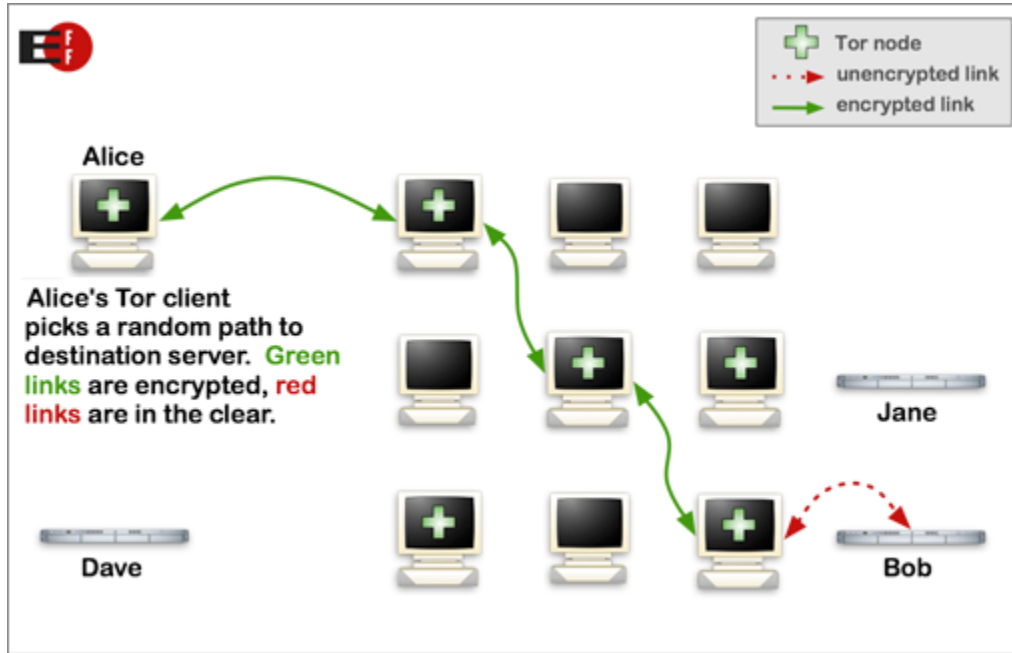 EFF
Tor node
unencrypted link
encrypted link
Alice
Alice's Tor client
picks a random path to
destination server. Green
links are encrypted, red
links are in the clear.
Jane
Dave
Bob